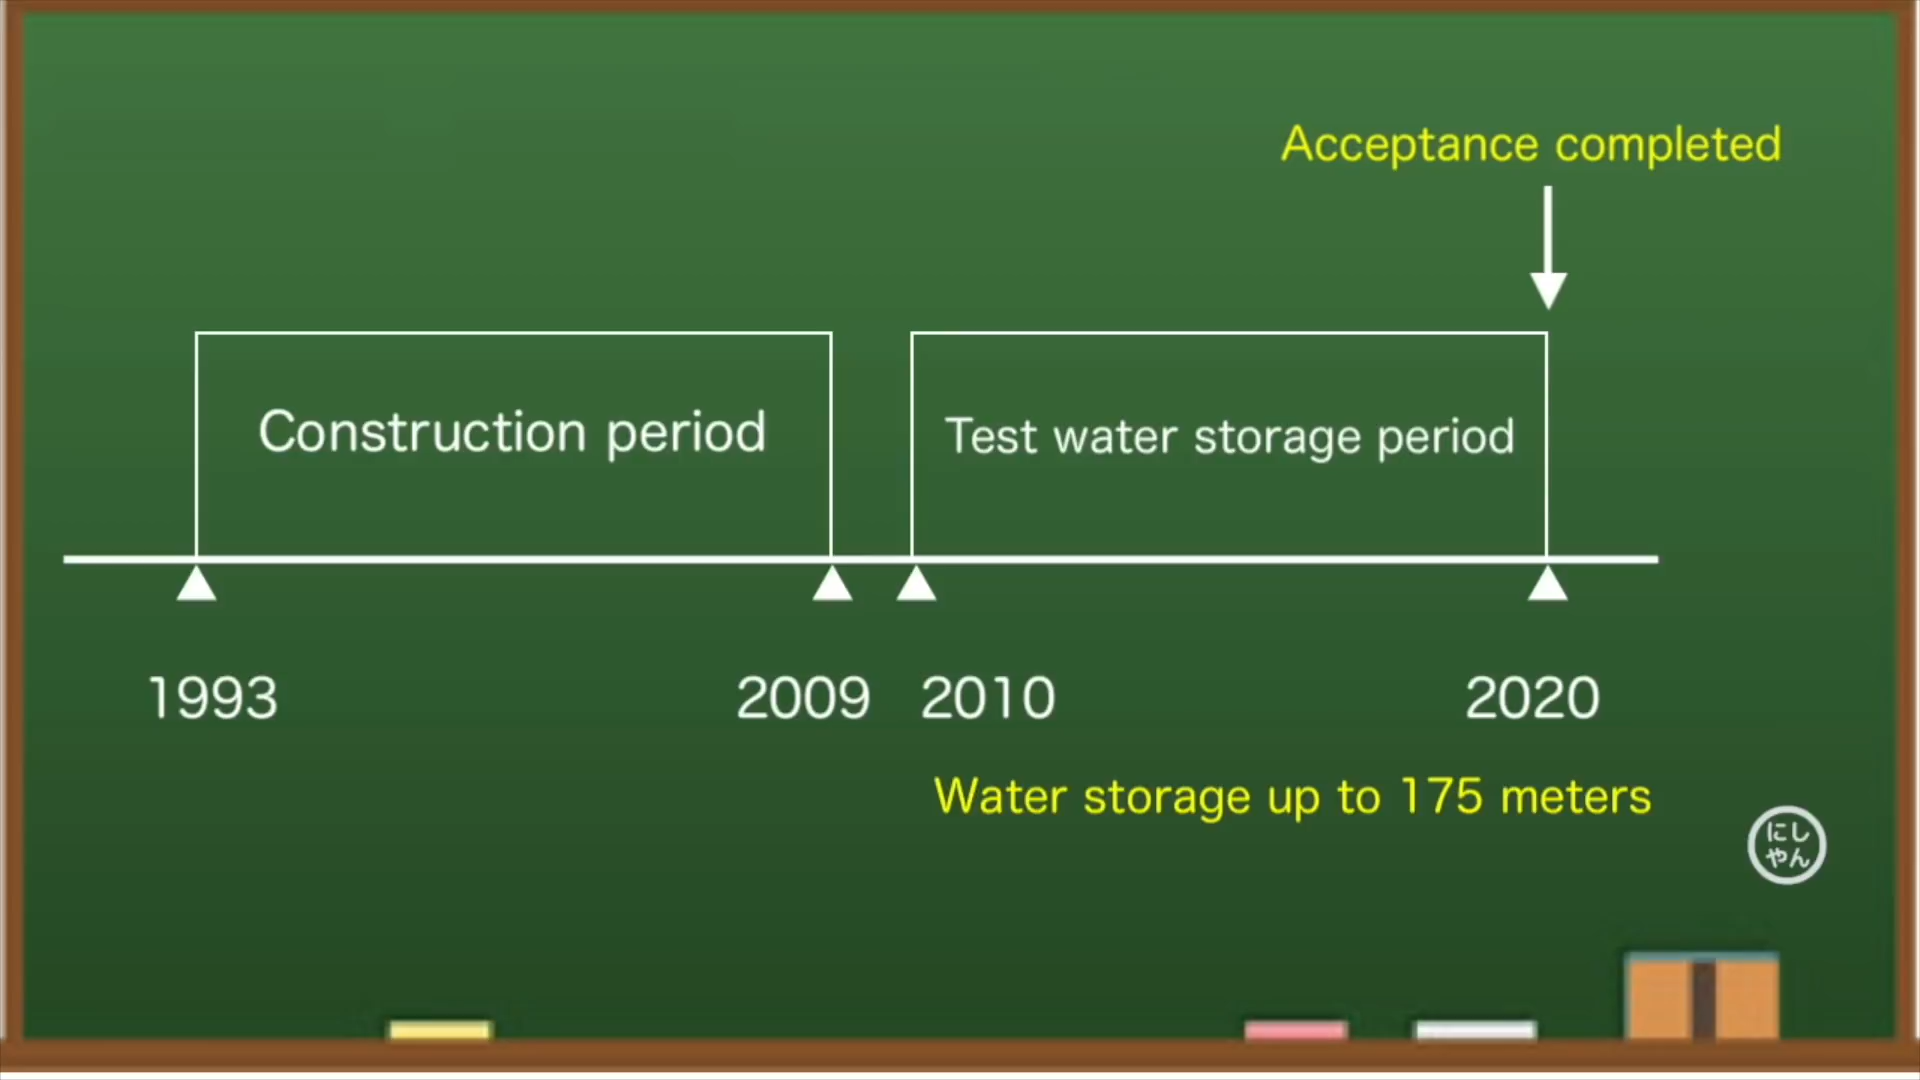 Acceptance completed
Construction period
Test water storage period
1993
2009
2010
2020
Water storage up to 175 meters
にし
やん